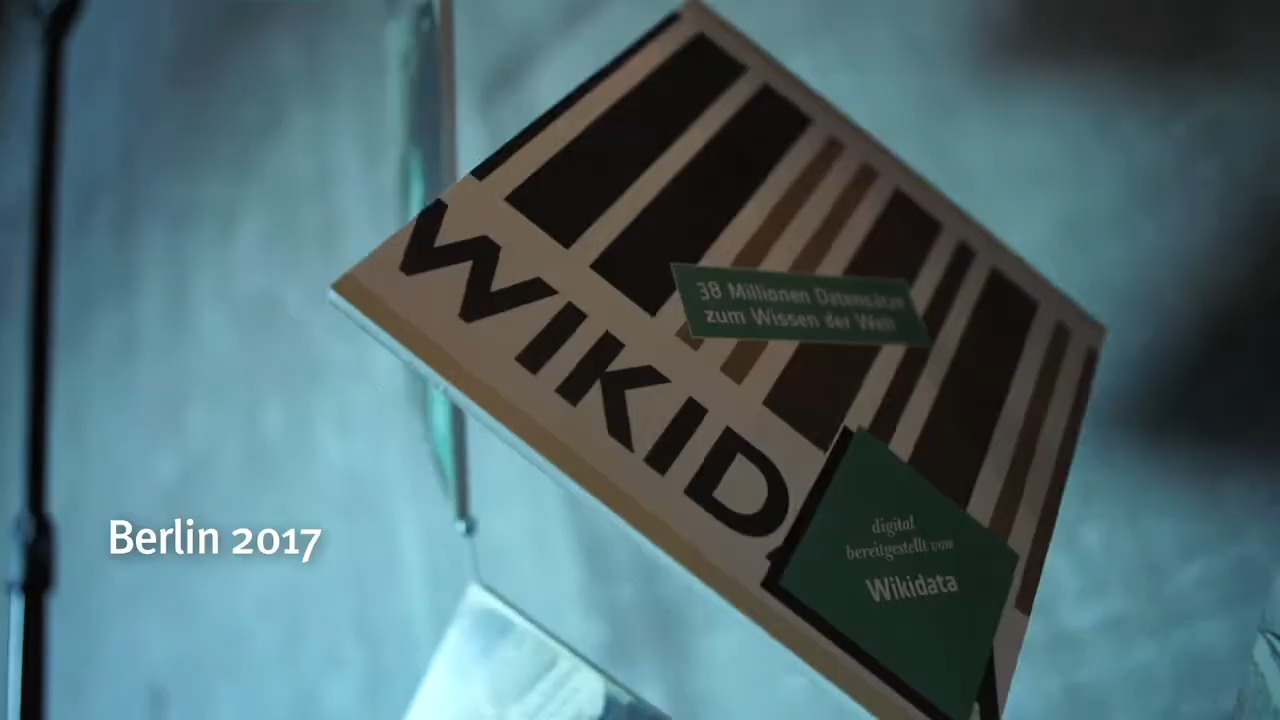 38 Millionen Datensätze
zum Wissen der Welt
WIKID
digital
bereitgestellt von
Wikidata
Berlin 2017